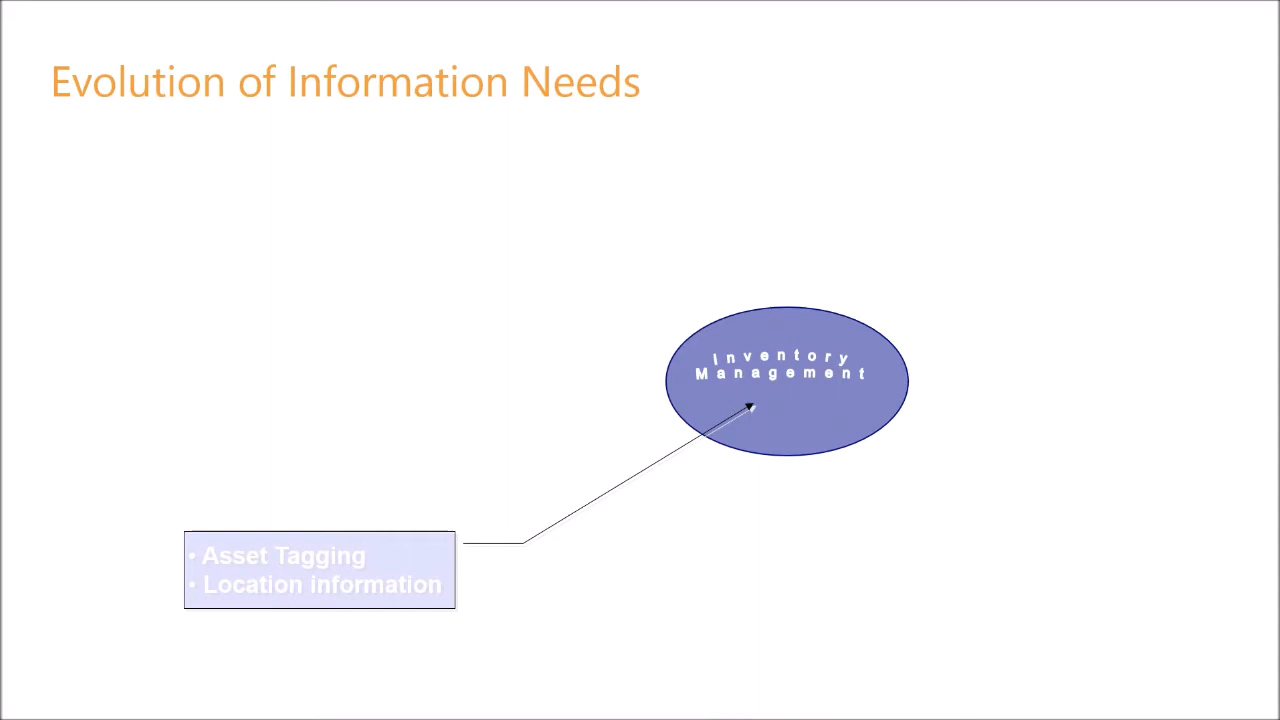 Evolution of Information Needs
Inventory
Management
• Asset Tagging
• Location information